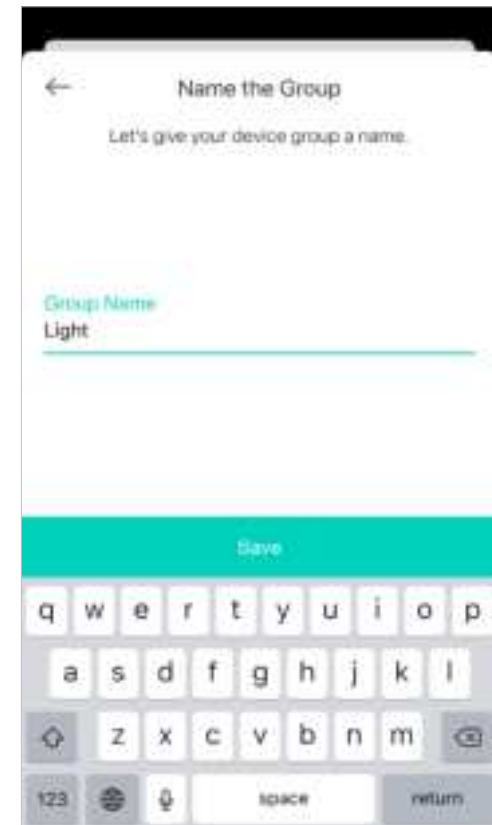 Name the Group
Let's give your device group a name.
Group Name
Light
Save
q w e r t y u i o p
a s d f g h j k l
z x c v b n m
123 space return